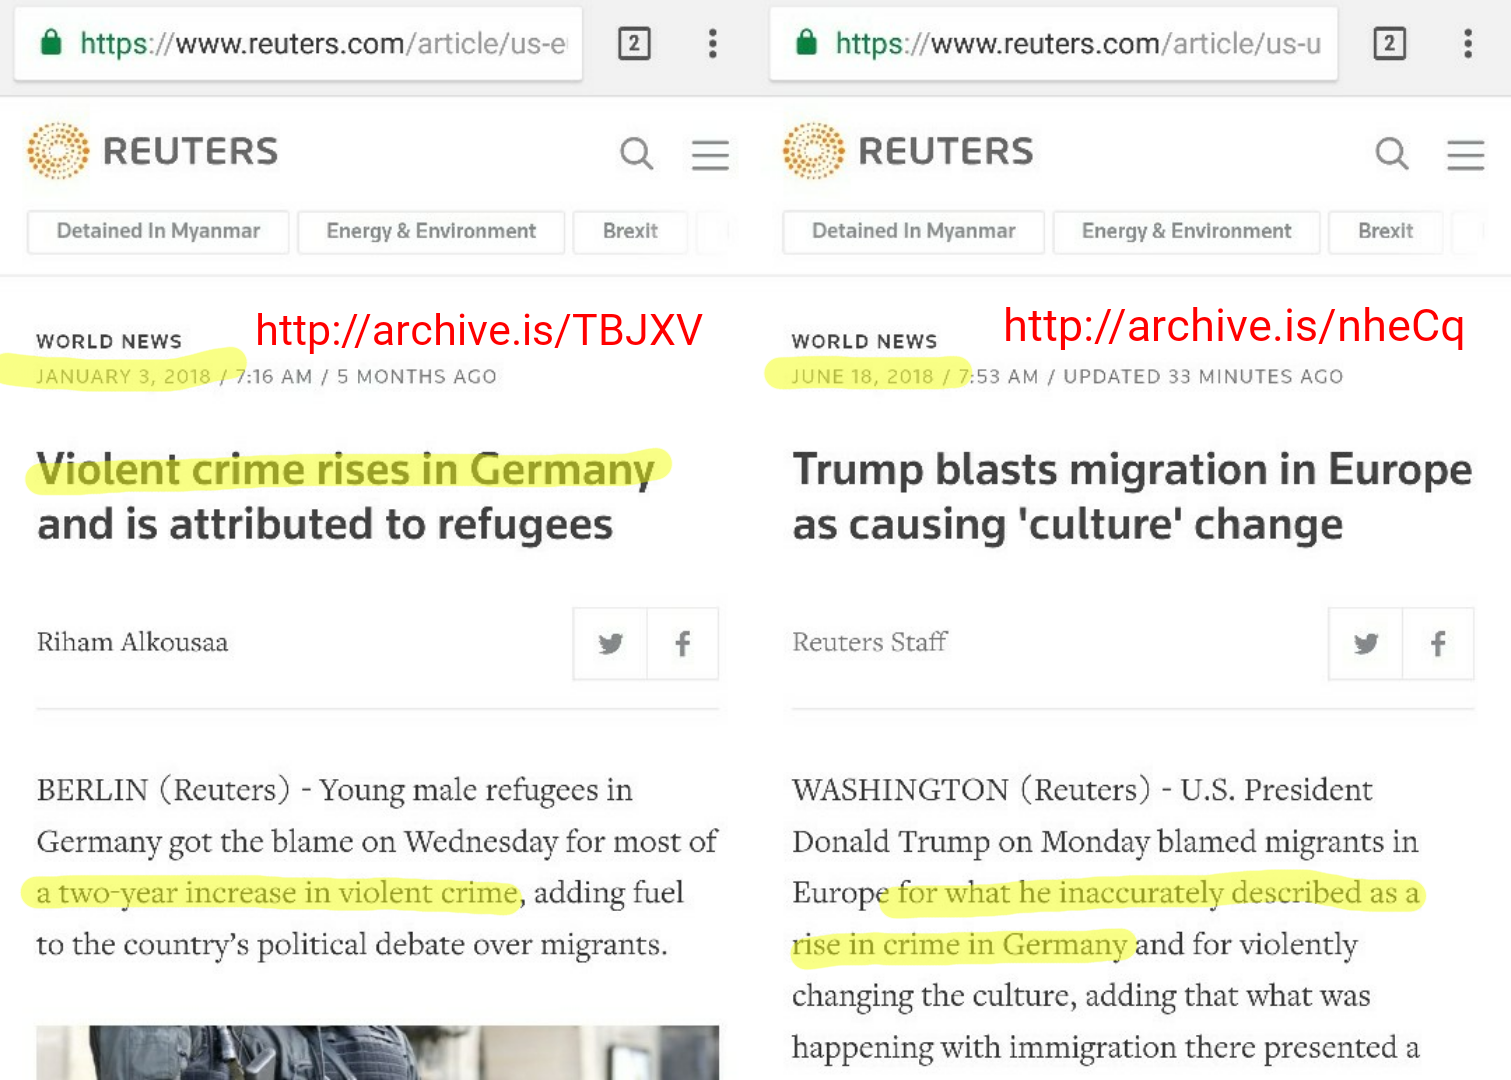 https://www.reuters.com/article/us-e
2
REUTERS
Detained In Myanmar
Energy & Environment
Brexit
WORLD NEWS
http://archive.is/TBJXV
JANUARY 3, 2018 / 7:16 AM / 5 MONTHS AGO
Violent crime rises in Germany
and is attributed to refugees
Riham Alkousaa
f
BERLIN (Reuters) - Young male refugees in
Germany got the blame on Wednesday for most of
a two-year increase in violent crime, adding fuel
to the country’s political debate over migrants.
https://www.reuters.com/article/us-u
2
REUTERS
Detained In Myanmar
Energy & Environment
Brexit
WORLD NEWS
http://archive.is/nheCq
JUNE 18, 2018 / 7:53 AM / UPDATED 33 MINUTES AGO
Trump blasts migration in Europe
as causing 'culture' change
Reuters Staff
f
WASHINGTON (Reuters) - U.S. President
Donald Trump on Monday blamed migrants in
Europe for what he inaccurately described as a
rise in crime in Germany and for violently
changing the culture, adding that what was
happening with immigration there presented a